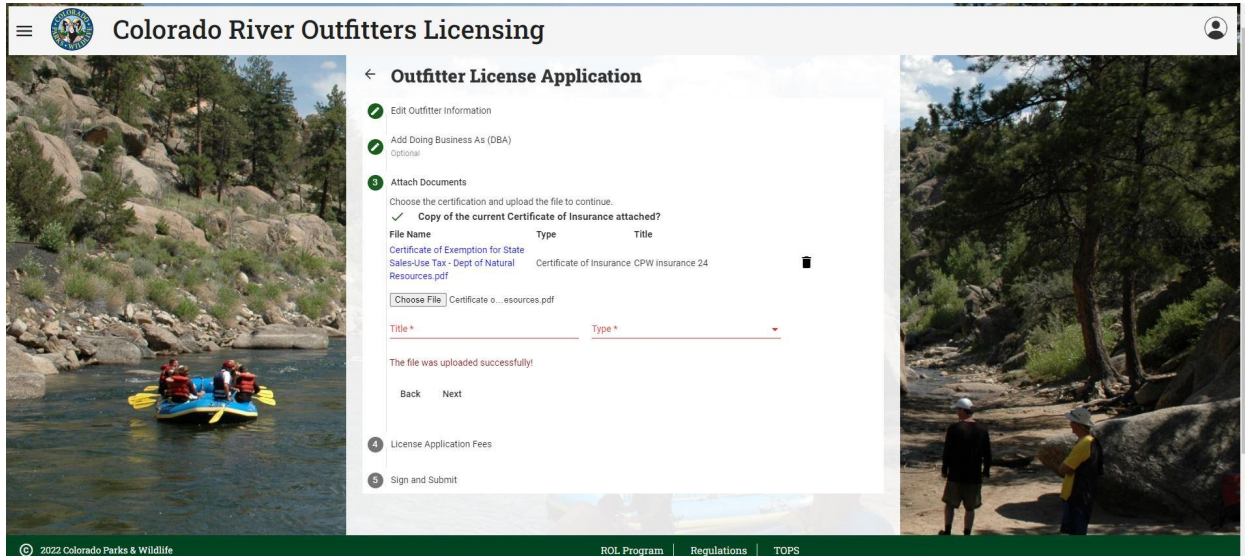 Colorado River Outfitters Licensing
Outfitter License Application
Edit Outfitter Information
Add Doing Business As (DBA)
Optional
3 Attach Documents
Choose the certification and upload the file to continue.
Copy of the current Certificate of Insurance attached?
File Name Type Title
Certificate of Exemption for State
Sales-Use Tax - Dept of Natural Certificate of Insurance CPW insurance 24
Resources.pdf
Choose File Certificate o...esources.pdf
Title * Type *
The file was uploaded successfully!
Back Next
4 License Application Fees
5 Sign and Submit
© 2022 Colorado Parks & Wildlife ROL Program | Regulations | TOPS